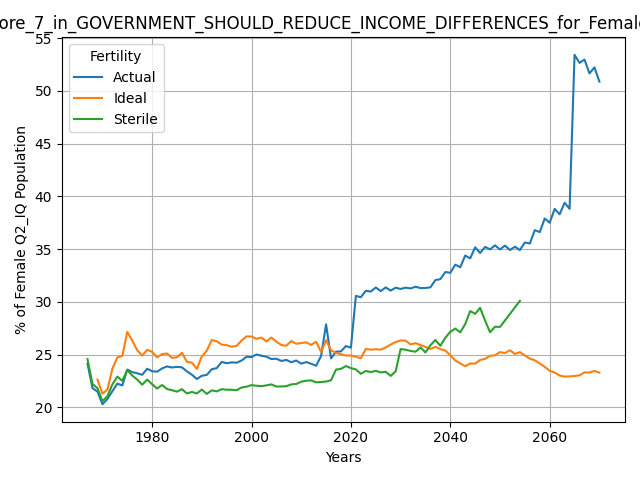 ore_7_in_GOVERNMENT_SHOULD_REDUCE_INCOME_DIFFERENCES_for_Female
Fertility
Actual
Ideal
Sterile
% of Female Q2_IQ Population
55
50
45
40
35
30
25
20
1980
2000
2020
2040
2060
Years